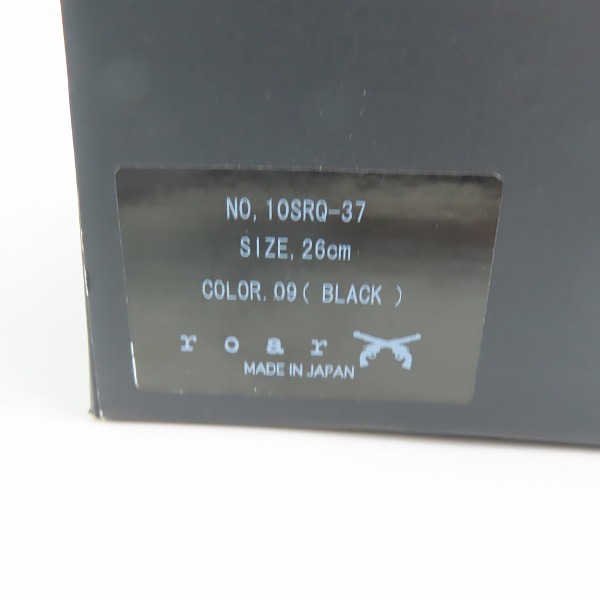 NO,10SRQ-37
SIZE,26cm
COLOR.09( BLACK )
roar
MADE IN JAPAN